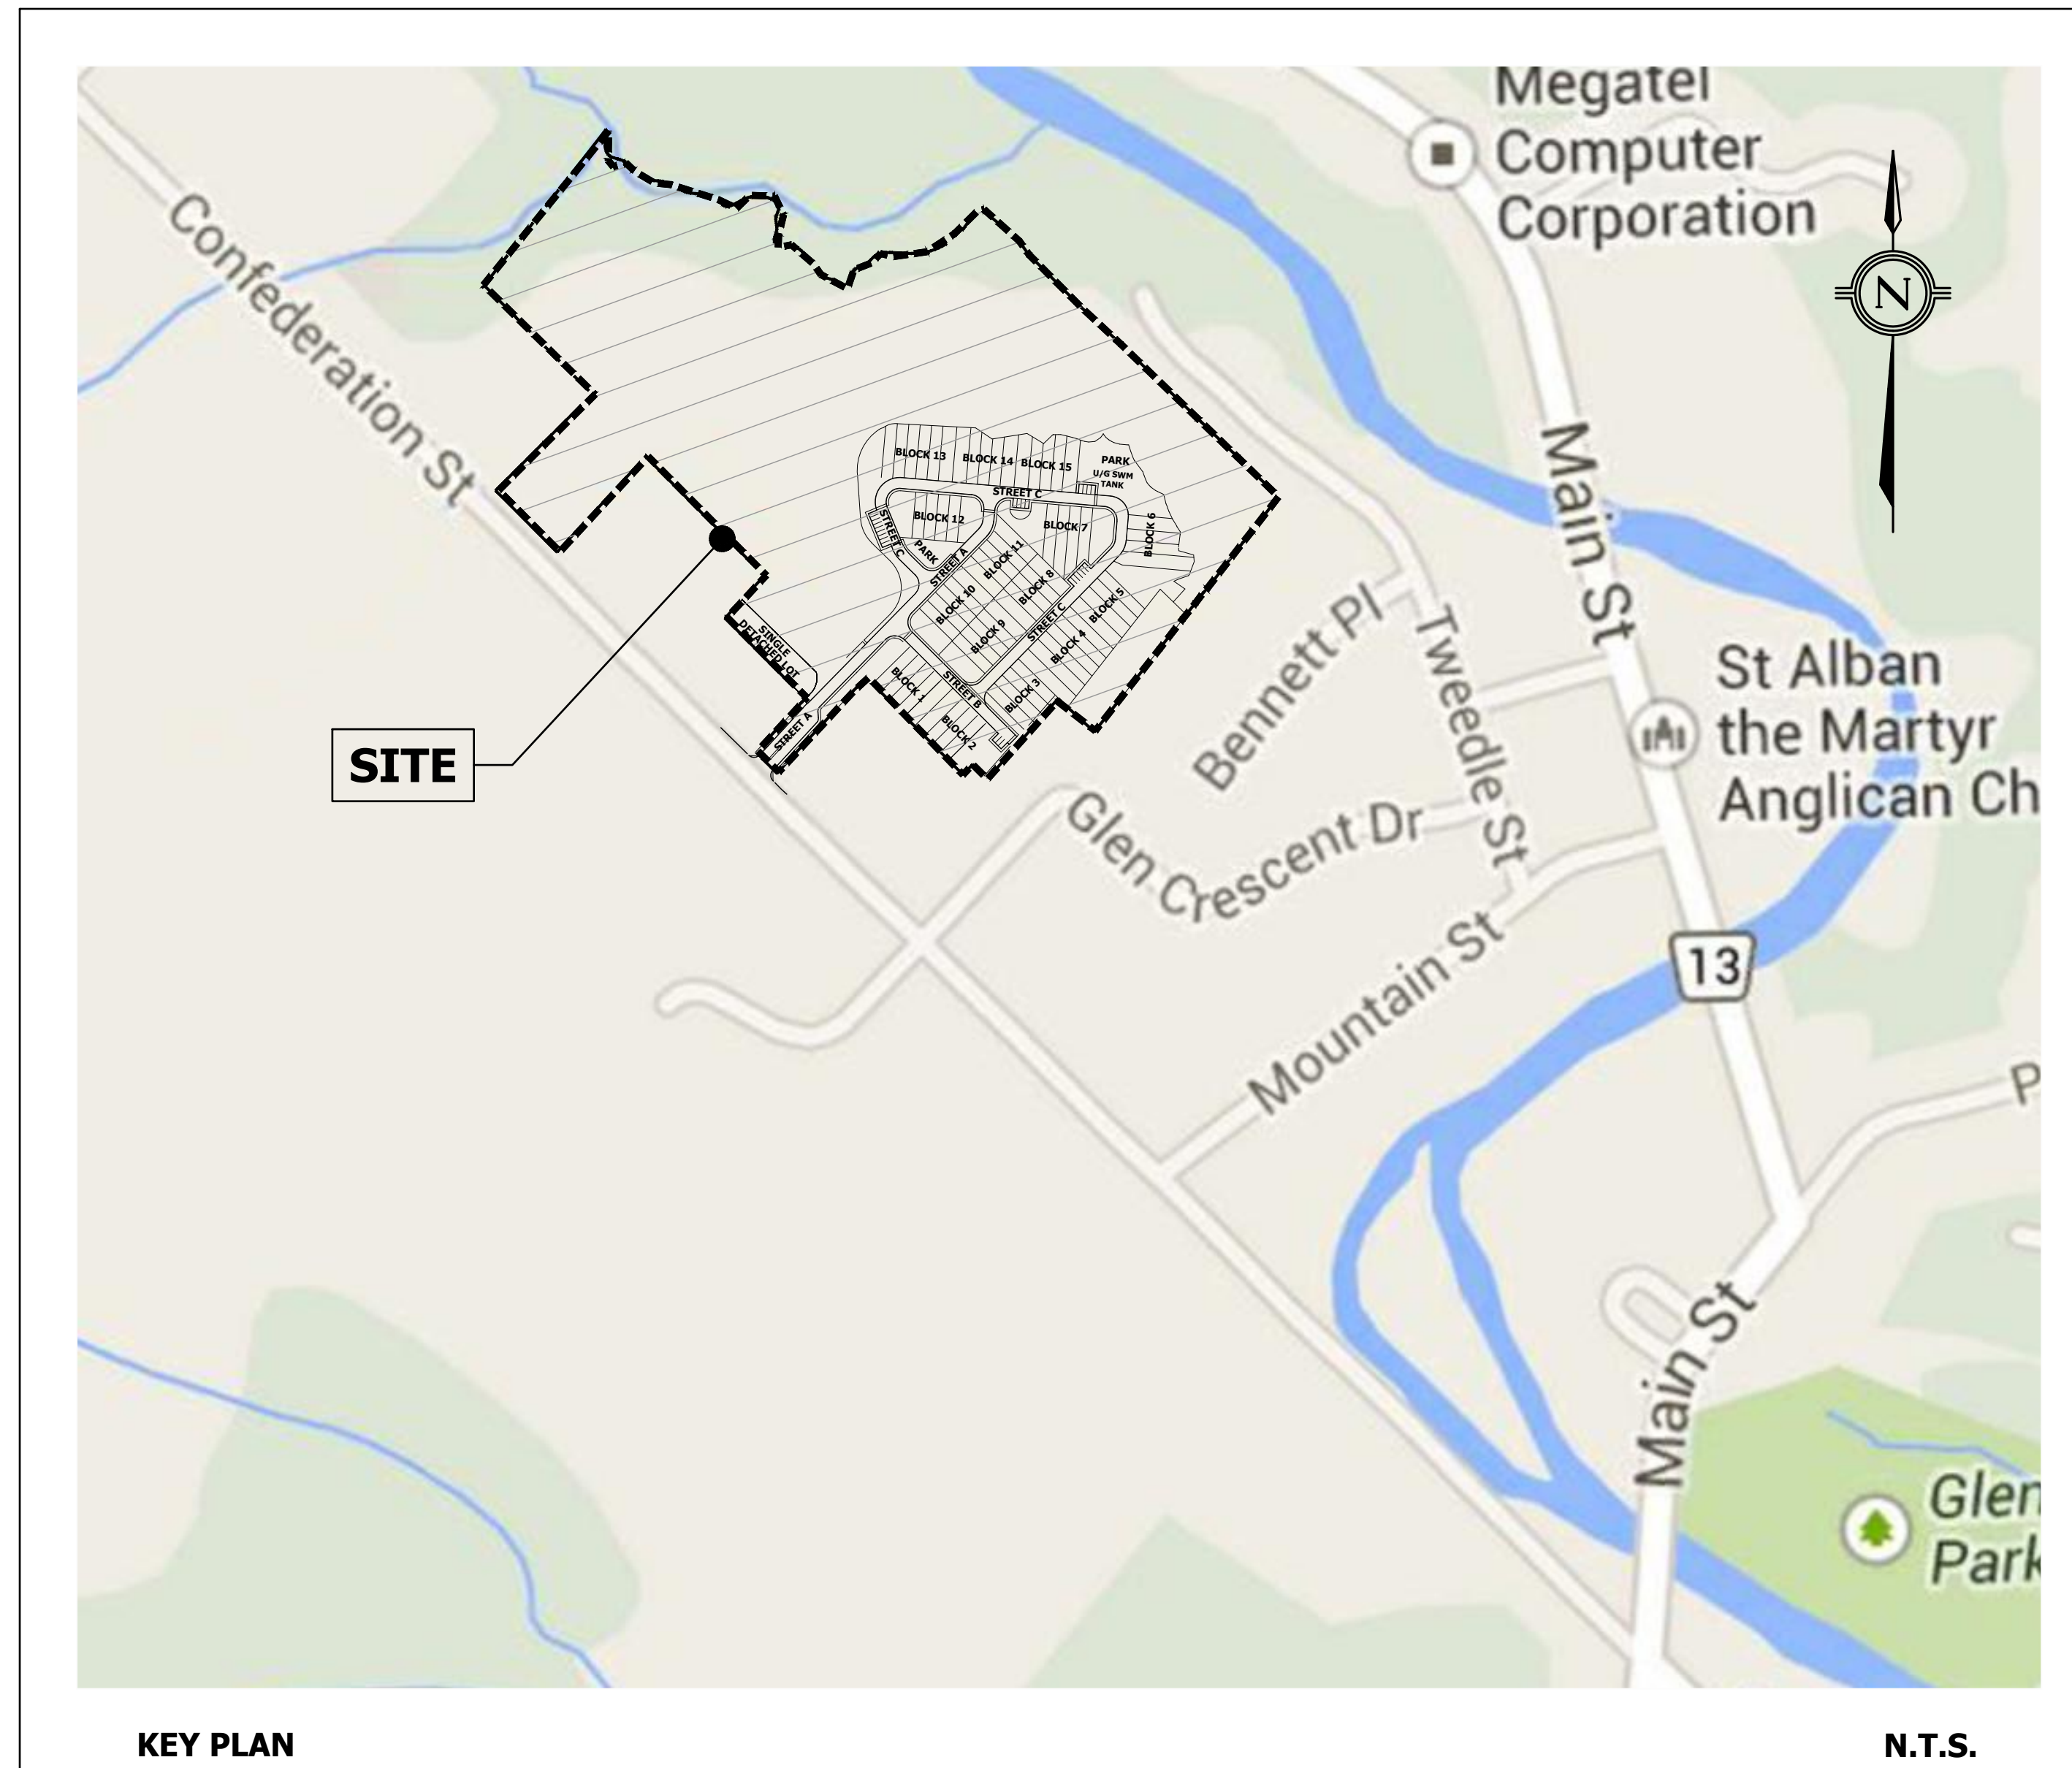 Megatel
Computer
Corporation
N
Confederation St
Main St
BLOCK 13
BLOCK 14
BLOCK 15
PARK
U/G SWM
TANK
STREET C
BLOCK 12
BLOCK 7
BLOCK 6
STREET C
PARK
STREET A
BLOCK 11
BLOCK 8
BLOCK 10
BLOCK 5
STREET C
BLOCK 9
BLOCK 4
SINGLE
DETACHED LOT
BLOCK 1
STREET B
BLOCK 3
STREET A
BLOCK 2
SITE
Bennett Pl
Tweedle St
St Alban
the Martyr
Anglican Ch
Glen Crescent Dr
Mountain St
13
P
Main St
Glen
Park
KEY PLAN
N.T.S.